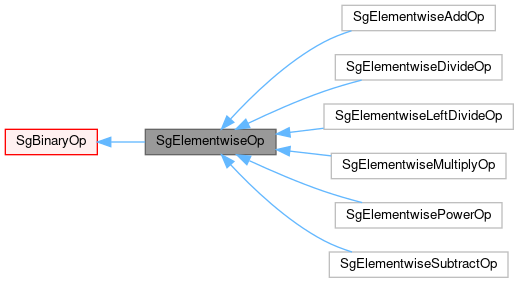 SgElementwiseAddOp
SgElementwiseDivideOp
SgElementwiseLeftDivideOp
SgBinaryOp
SgElementwiseOp
SgElementwiseMultiplyOp
SgElementwisePowerOp
SgElementwiseSubtractOp